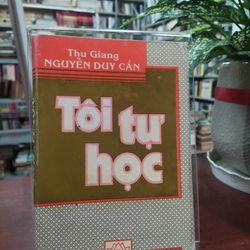 Thu Giang
NGUYỄN DUY CẦN
Tôi tự
học